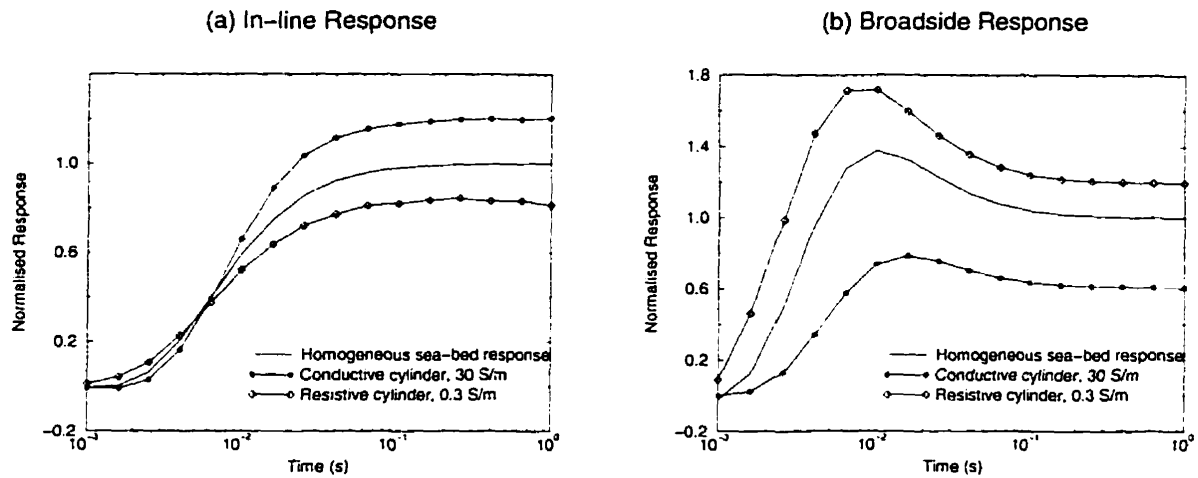 (a) In-line Response
Normalised Response
1.0
0.6
0.2
-0.2
Homogeneous sea-bed response
Conductive cylinder, 30 S/m
Resistive cylinder, 0.3 S/m
10⁻³
10⁻²
10⁻¹
10⁰
Time (s)
(b) Broadside Response
Normalised Response
1.8
1.4
1.0
0.6
0.2
-0.2
Homogeneous sea-bed response
Conductive cylinder, 30 S/m
Resistive cylinder, 0.3 S/m
10⁻³
10⁻²
10⁻¹
10⁰
Time (s)